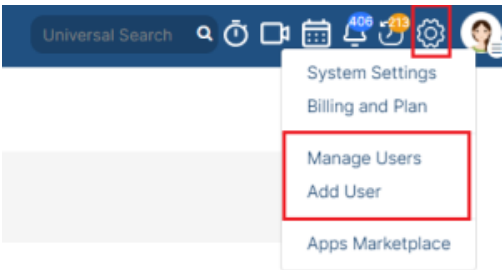 Universal Search
406
213
System Settings
Billing and Plan
Manage Users
Add User
Apps Marketplace